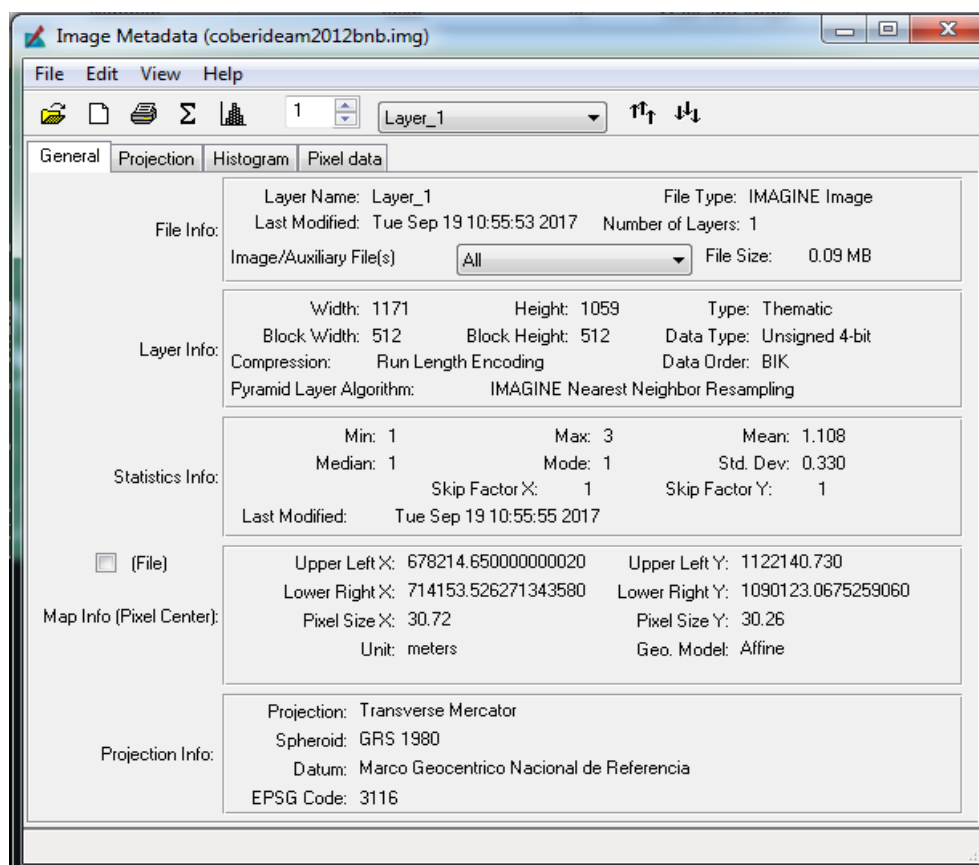 Image Metadata (coberideam2012bnb.img)
File Edit View Help
1 Layer_1
General Projection Histogram Pixel data
File Info:
Layer Name: Layer_1 File Type: IMAGINE Image
Last Modified: Tue Sep 19 10:55:53 2017 Number of Layers: 1
Image/Auxiliary File(s) All File Size: 0.09 MB
Layer Info:
Width: 1171 Height: 1059 Type: Thematic
Block Width: 512 Block Height: 512 Data Type: Unsigned 4-bit
Compression: Run Length Encoding Data Order: BIK
Pyramid Layer Algorithm: IMAGINE Nearest Neighbor Resampling
Statistics Info:
Min: 1 Max: 3 Mean: 1.108
Median: 1 Mode: 1 Std. Dev: 0.330
Skip Factor X: 1 Skip Factor Y: 1
Last Modified: Tue Sep 19 10:55:55 2017
(File)
Map Info (Pixel Center):
Upper Left X: 678214.650000000020 Upper Left Y: 1122140.730
Lower Right X: 714153.526271343580 Lower Right Y: 1090123.0675259060
Pixel Size X: 30.72 Pixel Size Y: 30.26
Unit: meters Geo. Model: Affine
Projection Info:
Projection: Transverse Mercator
Spheroid: GRS 1980
Datum: Marco Geocentrico Nacional de Referencia
EPSG Code: 3116